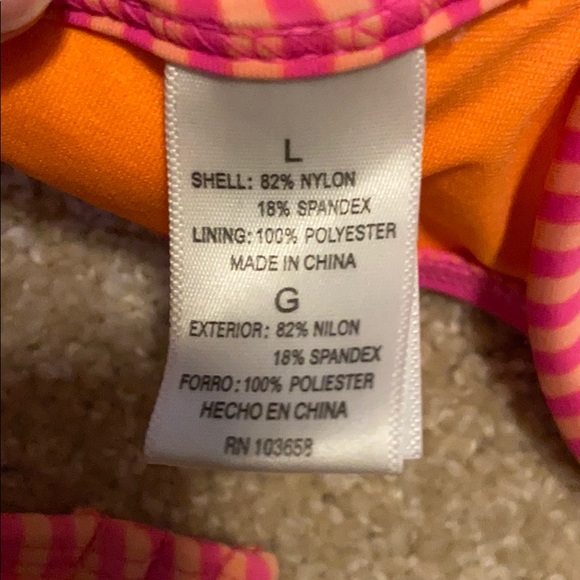 L
SHELL: 82% NYLON
18% SPANDEX
LINING: 100% POLYESTER
MADE IN CHINA
G
EXTERIOR: 82% NILON
18% SPANDEX
FORRO: 100% POLIESTER
HECHO EN CHINA
RN 103658